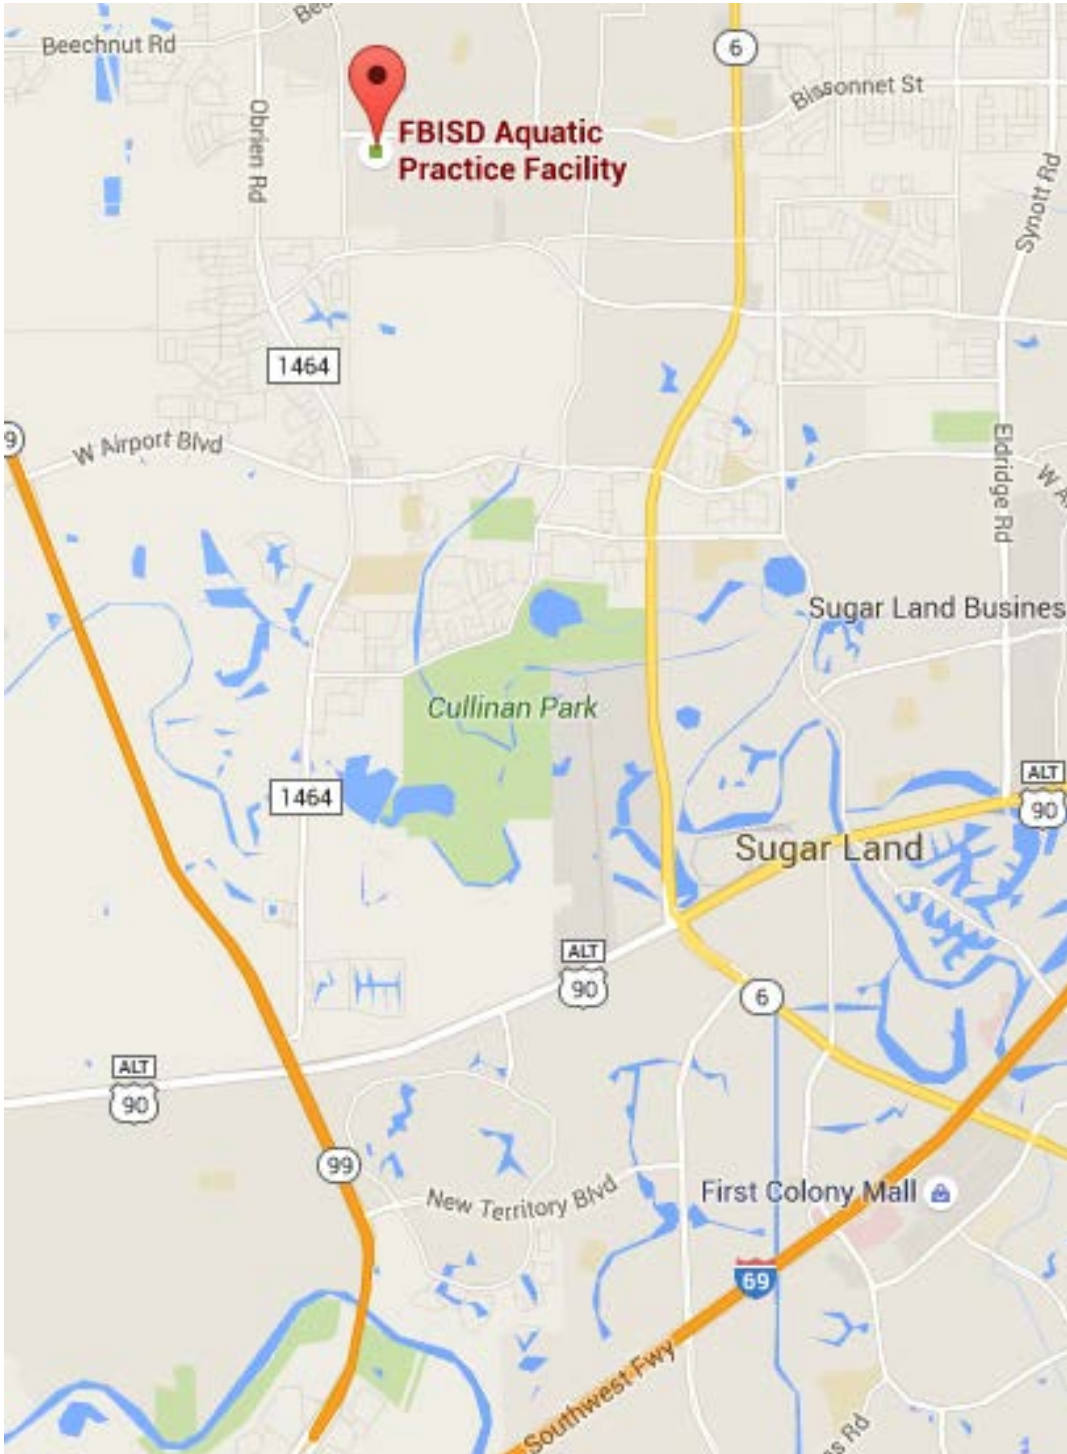 Beechnut Rd
6
Bissonnet St
Obrien Rd
FBISD Aquatic
Practice Facility
Synott Rd
1464
9
W Airport Blvd
Eldridge Rd
Sugar Land Busines
Cullinan Park
1464
ALT
90
Sugar Land
ALT
90
6
ALT
90
99
New Territory Blvd
First Colony Mall
69
Southwest Fwy
Rd